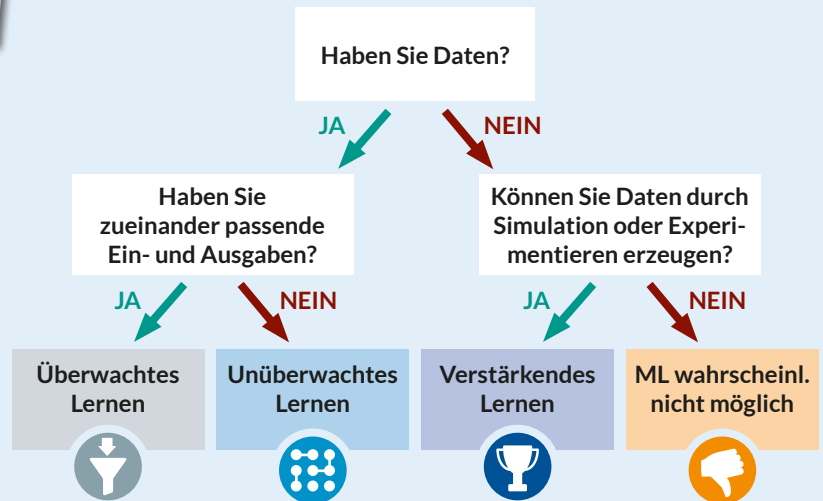 Haben Sie Daten?
JA
NEIN
Haben Sie
zueinander passende
Ein- und Ausgaben?
Können Sie Daten durch
Simulation oder Experi-
mentieren erzeugen?
JA
NEIN
JA
NEIN
Überwachtes
Lernen
Unüberwachtes
Lernen
Verstärkendes
Lernen
ML wahrscheinl.
nicht möglich